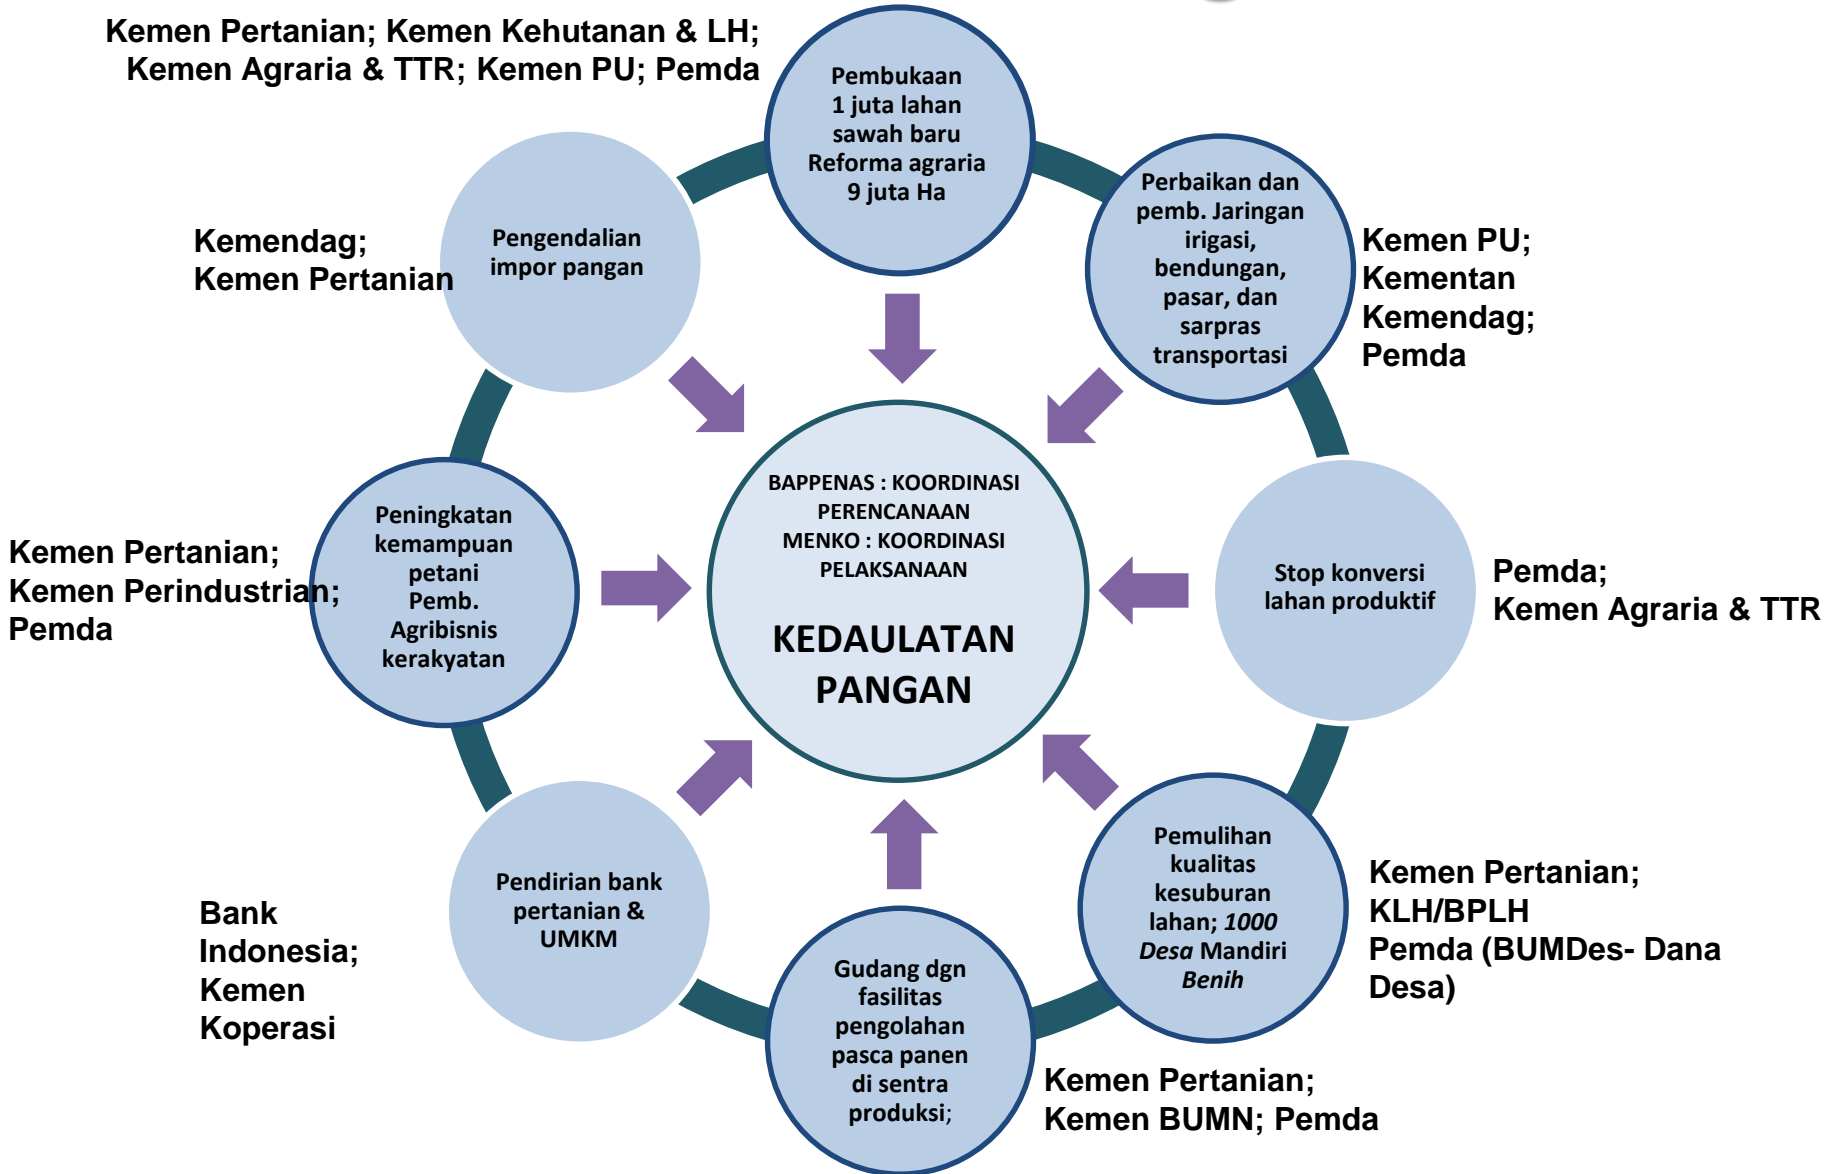 Kemen Pertanian; Kemen Kehutanan & LH;
Kemen Agraria & TTR; Kemen PU; Pemda
Pembukaan
1 juta lahan
sawah baru
Reforma agraria
9 juta Ha
Perbaikan dan
pemb. Jaringan
irigasi,
bendungan,
pasar, dan
sarpras
transportasi
Kemen PU;
Kementan
Kemendag;
Pemda
Kemendag;
Kemen Pertanian
Pengendalian
impor pangan
BAPPENAS : KOORDINASI
PERENCANAAN
MENKO : KOORDINASI
PELAKSANAAN
KEDAULATAN
PANGAN
Stop konversi
lahan produktif
Pemda;
Kemen Agraria & TTR
Kemen Pertanian;
Kemen Perindustrian;
Pemda
Peningkatan
kemampuan
petani
Pemb.
Agribisnis
kerakyatan
Pemulihan
kualitas
kesuburan
lahan; 1000
Desa Mandiri
Benih
Kemen Pertanian;
KLH/BPLH
Pemda (BUMDes- Dana
Desa)
Bank
Indonesia;
Kemen
Koperasi
Pendirian bank
pertanian &
UMKM
Gudang dgn
fasilitas
pengolahan
pasca panen
di sentra
produksi;
Kemen Pertanian;
Kemen BUMN; Pemda